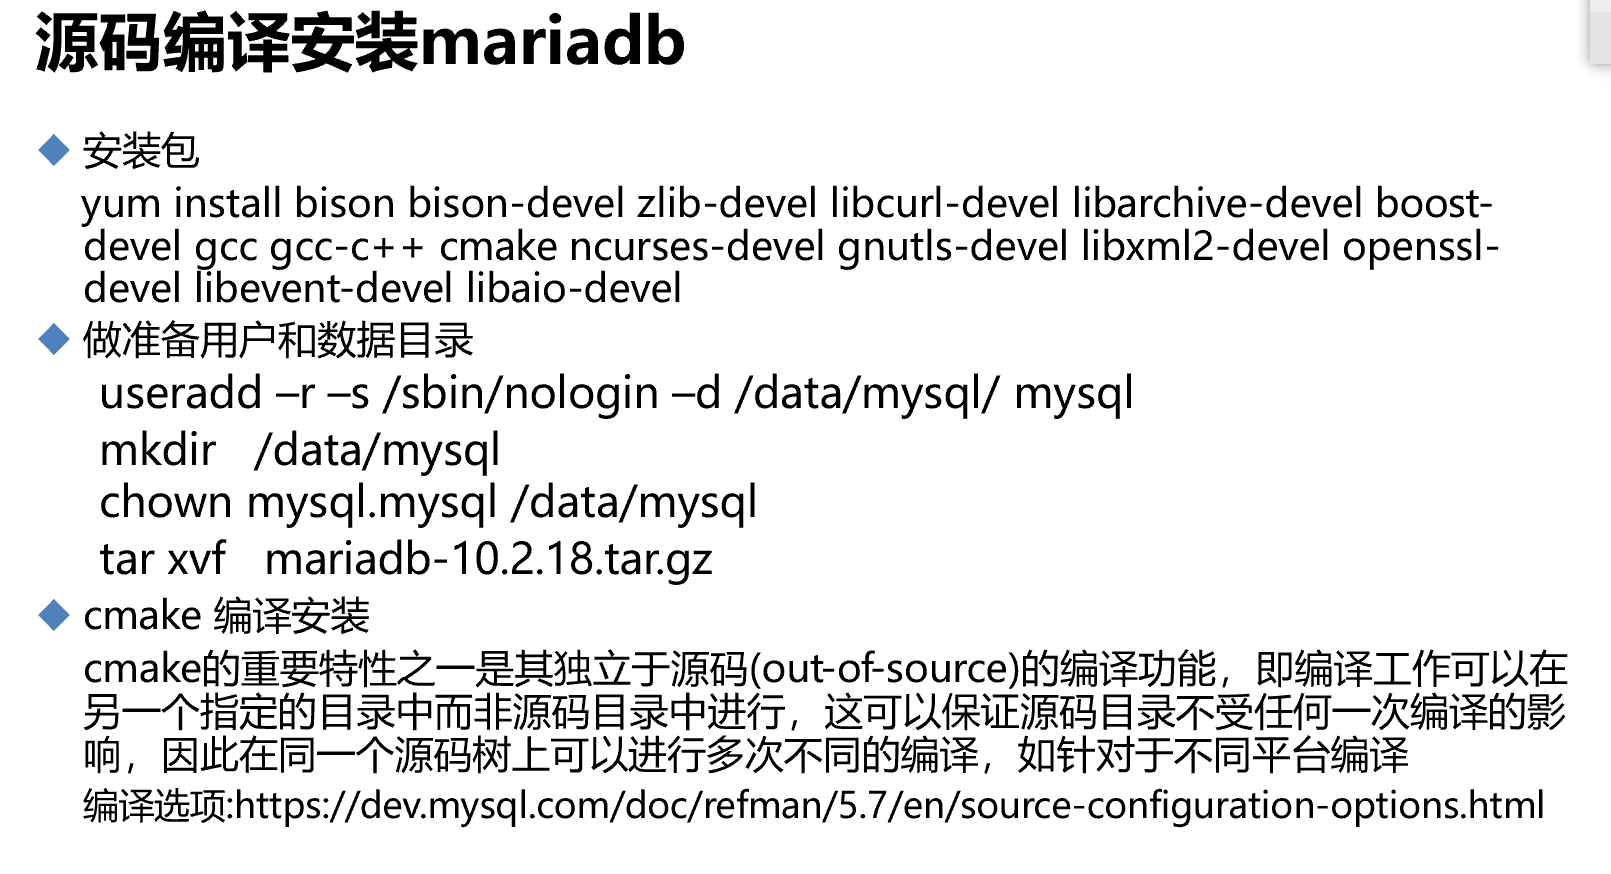 源码编译安装mariadb
安装包
yum install bison bison-devel zlib-devel libcurl-devel libarchive-devel boost-
devel gcc gcc-c++ cmake ncurses-devel gnutls-devel libxml2-devel openssl-
devel libevent-devel libaio-devel
做准备用户和数据目录
useradd –r –s /sbin/nologin –d /data/mysql/ mysql
mkdir /data/mysql
chown mysql.mysql /data/mysql
tar xvf mariadb-10.2.18.tar.gz
cmake 编译安装
cmake的重要特性之一是其独立于源码(out-of-source)的编译功能，即编译工作可以在
另一个指定的目录中而非源码目录中进行，这可以保证源码目录不受任何一次编译的影
响，因此在同一个源码树上可以进行多次不同的编译，如针对于不同平台编译
编译选项:https://dev.mysql.com/doc/refman/5.7/en/source-configuration-options.html